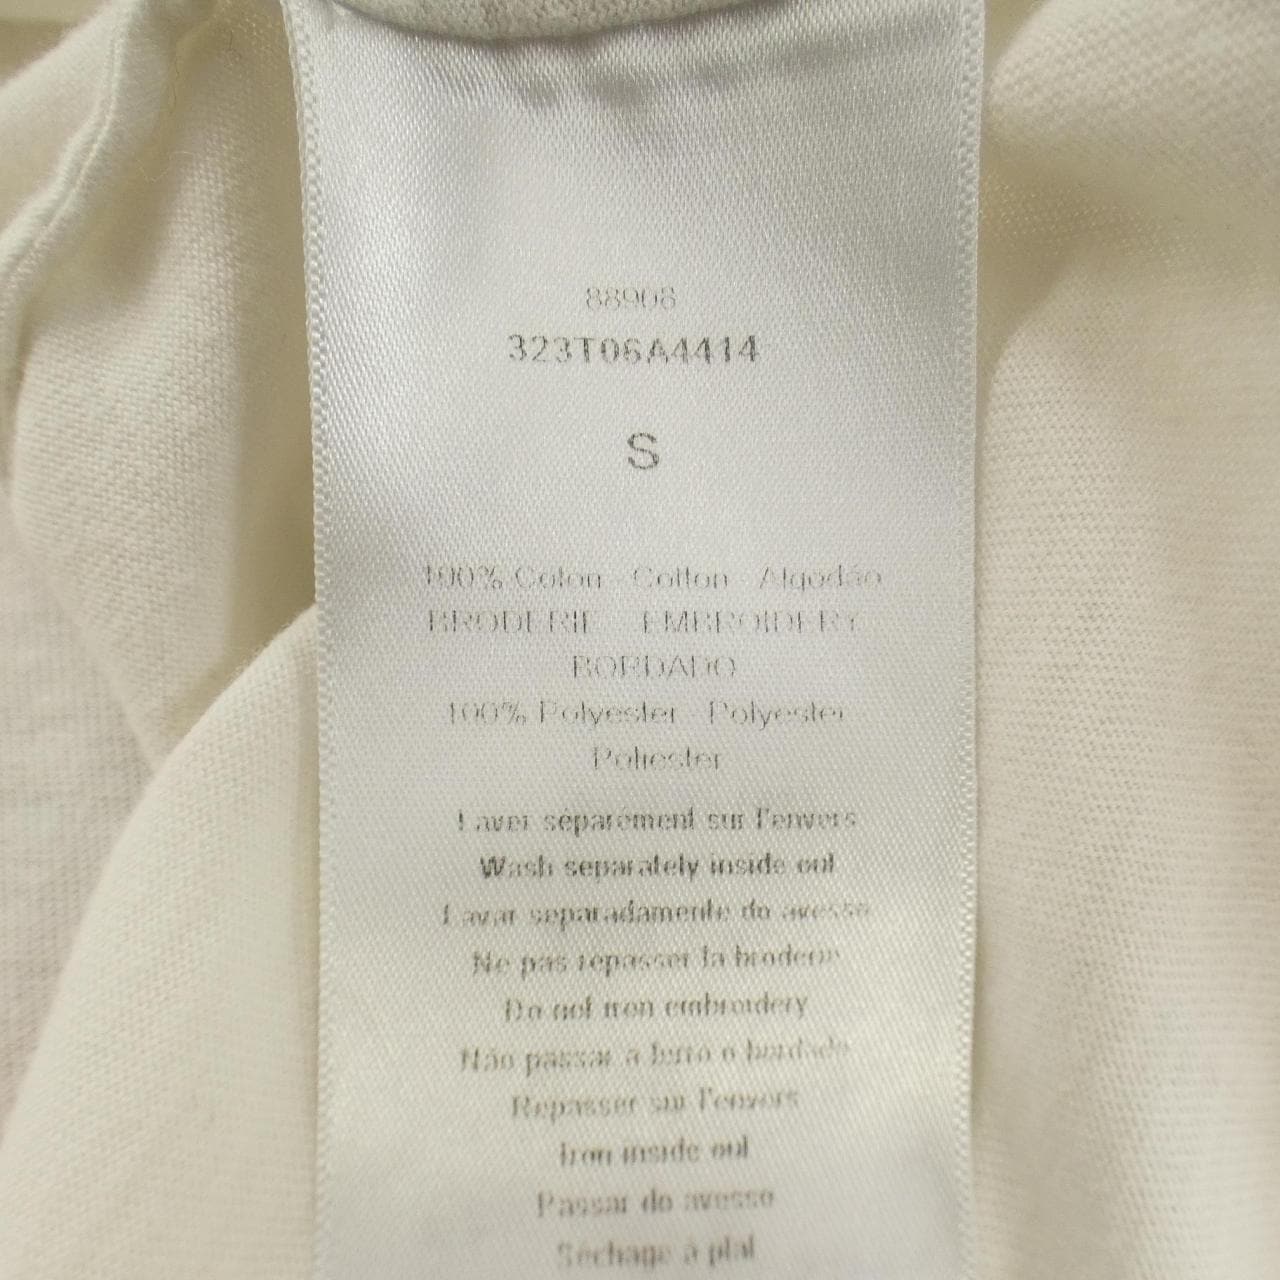 88908
323T06A4414
S
100% Coton - Cotton - Algodão
BRODERIE - EMBROIDERY
BORDADO
100% Polyester - Polyester -
Poliester
Laver séparément sur l'envers
Wash separately inside out
Lavar separadamente do avesso
Ne pas repasser la broderie
Do not iron embroidery
Não passar a ferro o bordado
Repasser sur l'envers
Iron inside out
Passar do avesso
Séchage à plat